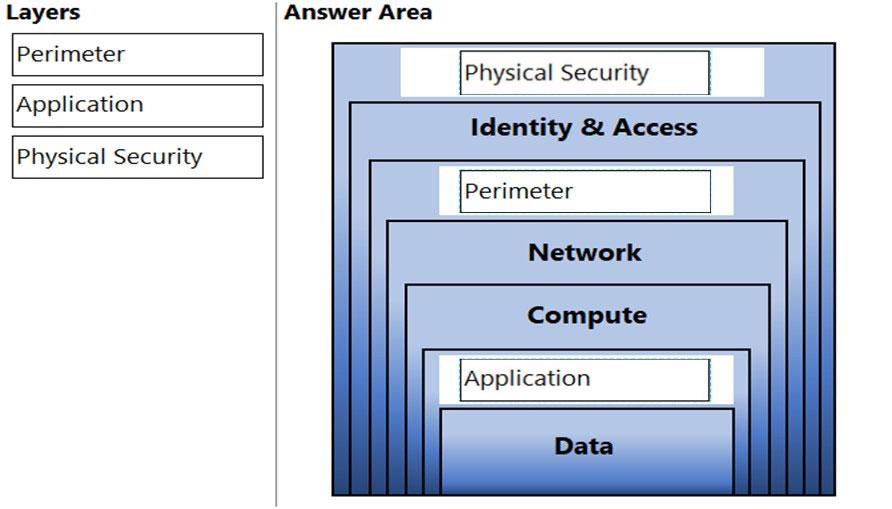 Layers
Perimeter
Application
Physical Security
Answer Area
Physical Security
Identity & Access
Perimeter
Network
Compute
Application
Data